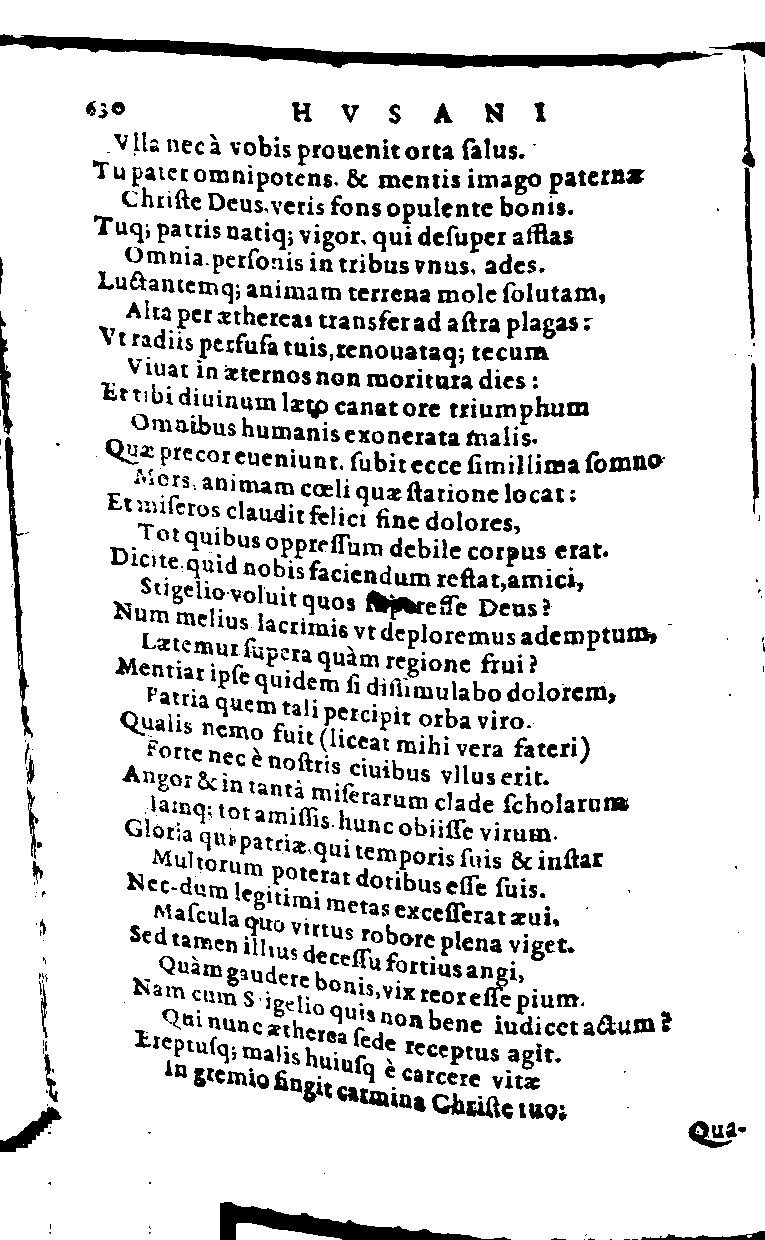 630 HVSANI
Vlla nec à vobis prouenit orta ſalus.
Tu pater omnipotens. & mentis imago paternæ
Chriſte Deus, veris fons opulente bonis.
Tuq; patris natiq; vigor. qui deſuper afflas
Omnia. perſonis in tribus vnus. ades.
Luctantemq; animam terrena mole ſolutam,
Alta per æthereas transfer ad aſtra plagas:
Vt radiis perfuſa tuis, renouataq; tecum
Viuat in æternos non moritura dies:
Et tibi diuinum læto canat ore triumphum
Omnibus humanis exonerata malis.
Quæ precor eueniunt. ſubit ecce ſimillima ſomno
Mors. animam cœli quæ ſtatione locat:
Et miſeros claudit felici fine dolores,
Tot quibus oppreſſum debile corpus erat.
Dicite. quid nobis faciendum reſtat, amici,
Stigelio voluit quos ſupereſſe Deus?
Num melius lacrimis vt deploremus ademptum,
Lætemur ſupera quàm regione frui?
Mentiar ipſe quidem ſi diſſimulabo dolorem,
Patria quem tali percipit orba viro.
Qualis nemo fuit (liceat mihi vera fateri)
Forte nec è noſtris ciuibus vllus erit.
Angor & in tantâ miſerarum clade ſcholarum
Iamq; tot amiſſis. hunc obiiſſe virum.
Gloria qui patriæ. qui temporis ſuis & inſtar
Multorum poterat dotibus eſſe ſuis.
Nec-dum legitimi metas exceſſerat æui,
Maſcula quo virtus robore plena viget.
Sed tamen illius deceſſu fortius angi,
Quàm gaudere bonis, vix reor eſſe pium.
Nam cum Stigelio quis non bene iudicet actum?
Qui nunc ætherea ſede receptus agit.
Ereptuſq; malis huiuſq è carcere vitæ
In gremio fingit carmina Chriſte tuo:
Qua-